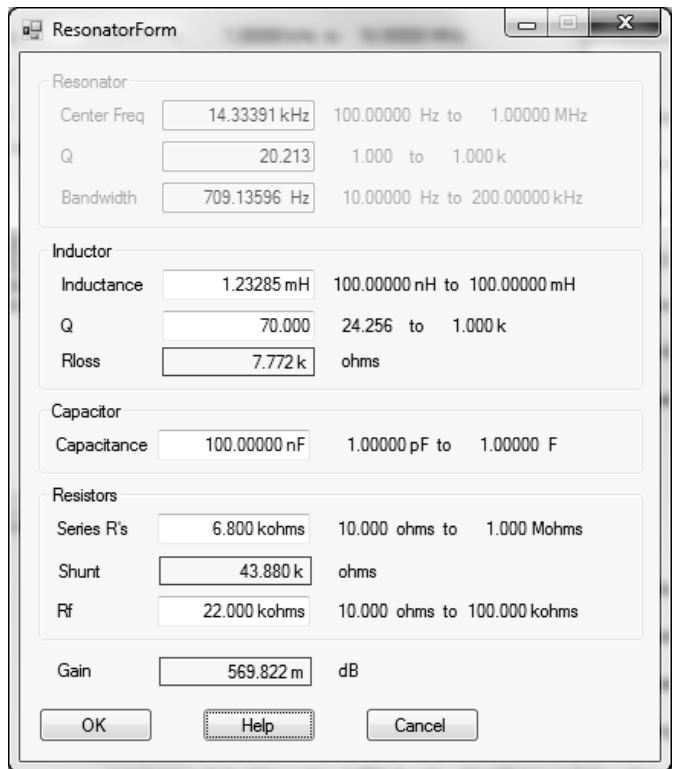 ResonatorForm
Resonator
Center Freq 14.33391 kHz 100.00000 Hz to 1.00000 MHz
Q 20.213 1.000 to 1.000 k
Bandwidth 709.13596 Hz 10.00000 Hz to 200.00000 kHz
Inductor
Inductance 1.23285 mH 100.00000 nH to 100.00000 mH
Q 70.000 24.256 to 1.000 k
Rloss 7.772 k ohms
Capacitor
Capacitance 100.00000 nF 1.00000 pF to 1.00000 F
Resistors
Series R's 6.800 kohms 10.000 ohms to 1.000 Mohms
Shunt 43.880 k ohms
Rf 22.000 kohms 10.000 ohms to 100.000 kohms
Gain 569.822 m dB
OK Help Cancel